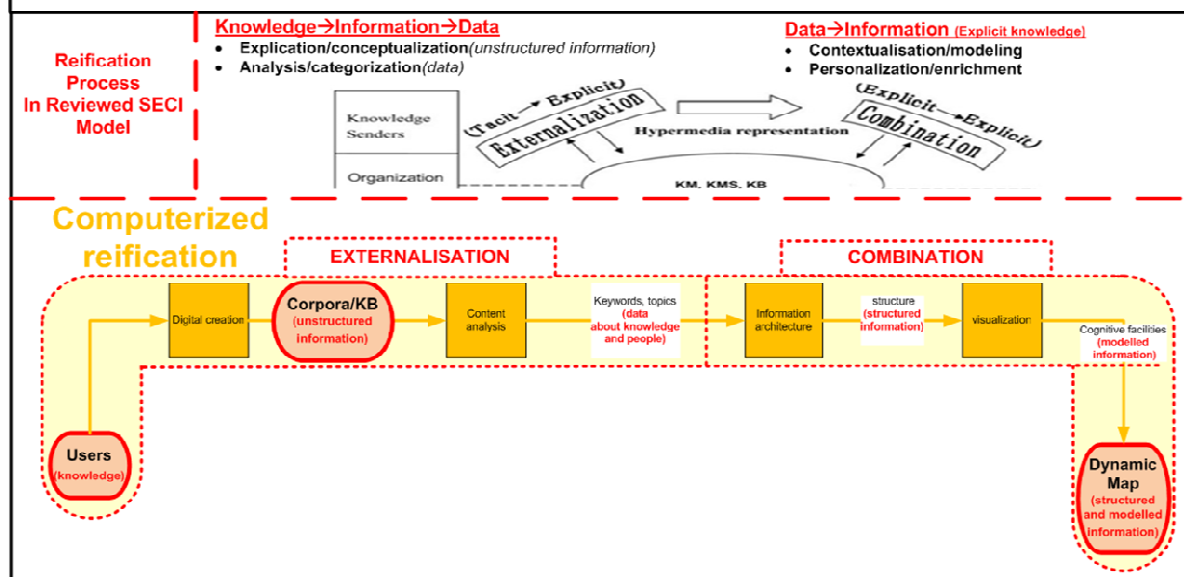 Knowledge→Information→Data
• Explication/conceptualization(unstructured information)
• Analysis/categorization(data)
Data→Information (Explicit knowledge)
• Contextualisation/modeling
• Personalization/enrichment
Reification
Process
In Reviewed SECI
Model
Knowledge
Senders
Organization
(Tacit → Explicit)
Externalization
Hypermedia representation
(Explicit→Explicit)
Combination
KM, KMS, KB
Computerized
reification
EXTERNALISATION
COMBINATION
Digital creation
Corpora/KB
(unstructured
information)
Content
analysis
Keywords, topics
(data
about knowledge
and people)
Information
architecture
structure
(structured
information)
visualization
Cognitive facilities
(modelled
information)
Users
(knowledge)
Dynamic
Map
(structured
and modelled
information)